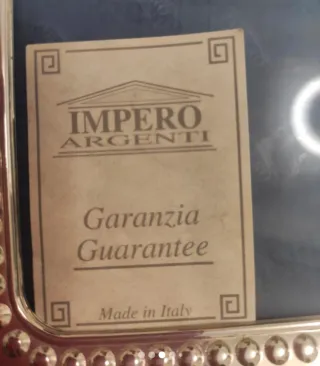 IMPERO
ARGENTI
Garanzia
Guarantee
Made in Italy